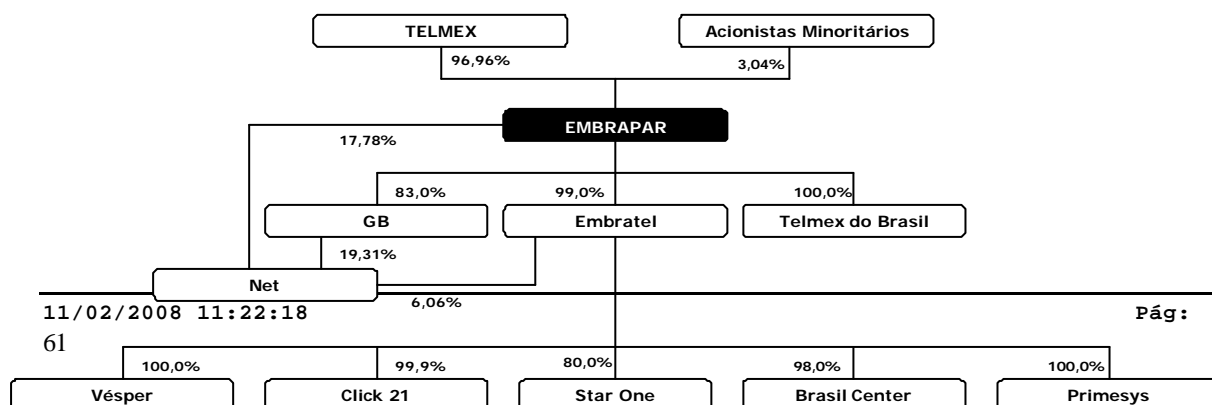 TELMEX Acionistas Minoritários
96,96% 3,04%
EMBRAPAR
17,78%
83,0% 99,0% 100,0%
GB Embratel Telmex do Brasil
19,31%
Net
6,06%
11/02/2008 11:22:18 Pág:
61
100,0% 99,9% 80,0% 98,0% 100,0%
Vésper Click 21 Star One Brasil Center Primesys